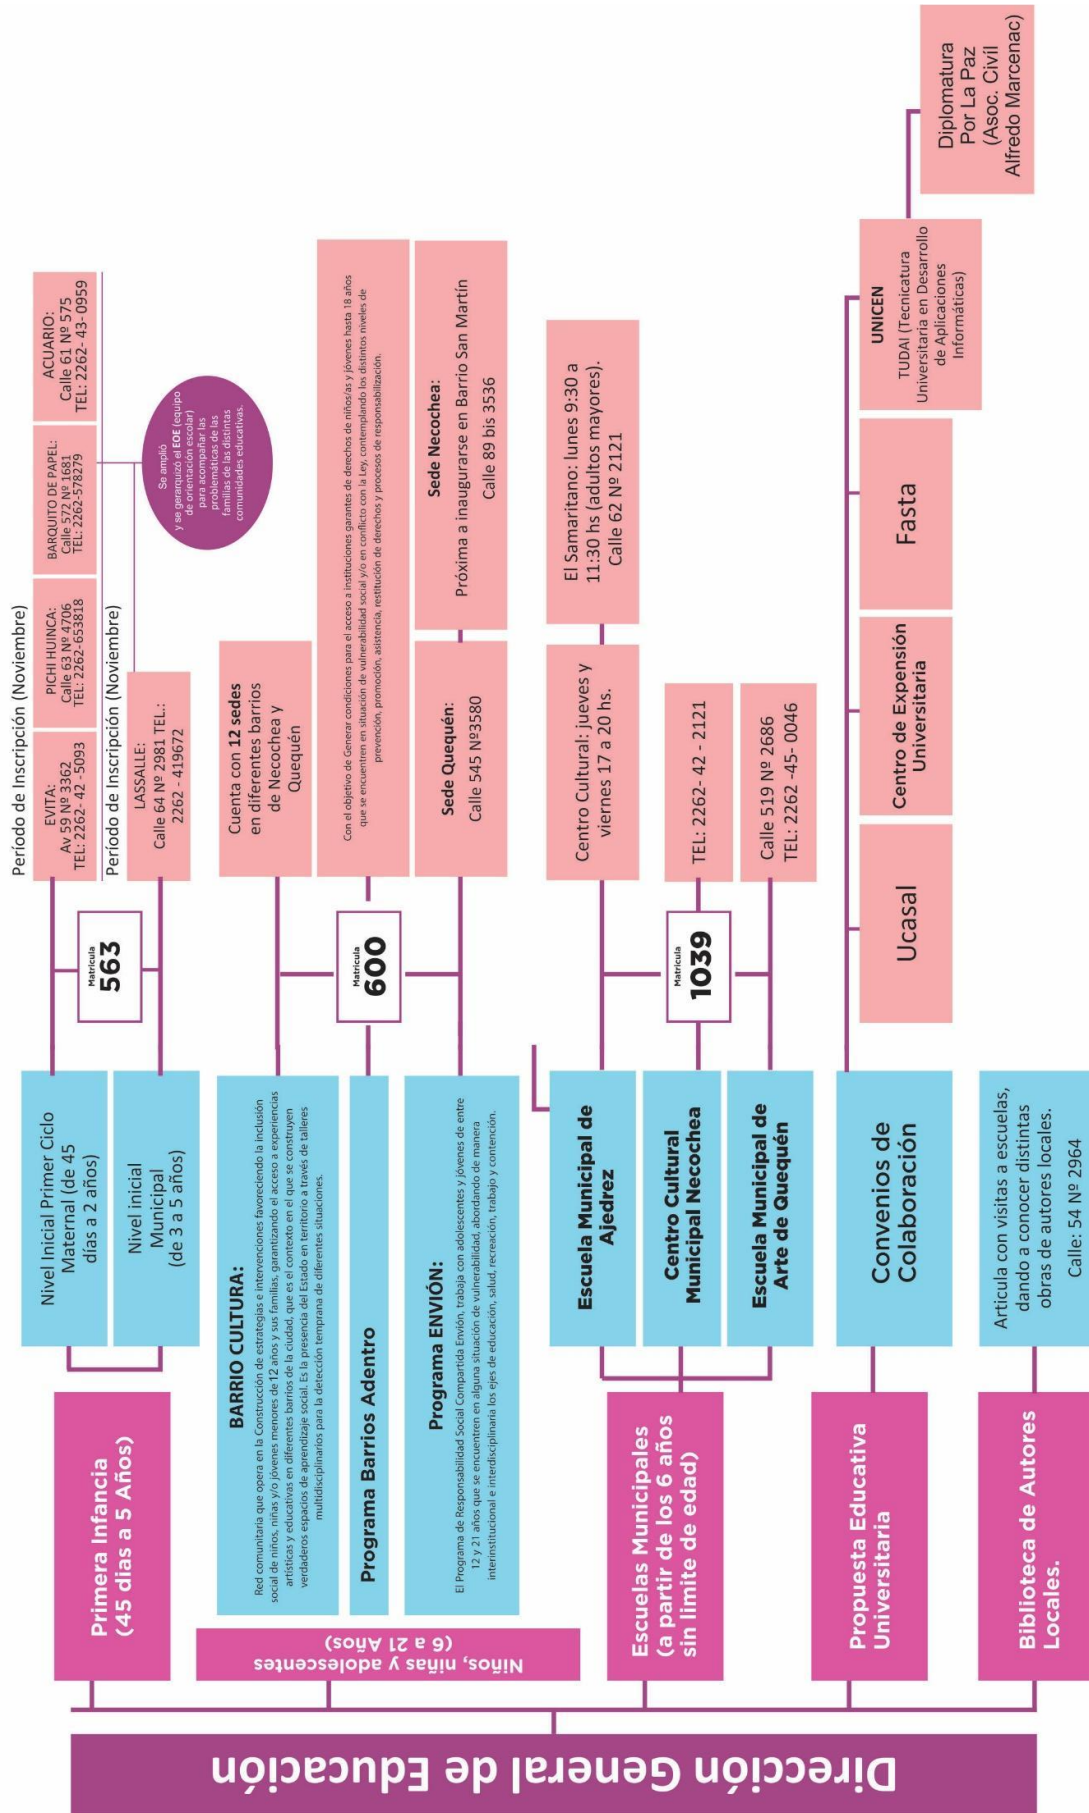 Dirección General de Educación
Primera Infancia
(45 dias a 5 Años)
Nivel Inicial Primer Ciclo
Maternal (de 45
días a 2 años)
Nivel inicial
Municipal
(de 3 a 5 años)
Matricula
563
Período de Inscripción (Noviembre)
EVITA:
Av 59 Nº 3362
TEL: 2262- 42 -5093
PICHI HUINCA:
Calle 63 Nº 4706
TEL: 2262-653818
BARQUITO DE PAPEL:
Calle 572 Nº 1681
TEL: 2262-578279
ACUARIO:
Calle 61 Nº 575
TEL: 2262- 43- 0959
Período de Inscripción (Noviembre)
LASSALLE:
Calle 64 Nº 2981 TEL.:
2262 - 419672
Se amplió
y se gerarquizó el EOE (equipo
de orientación escolar)
para acompañar las
problemáticas de las
familias de las distintas
comunidades educativas.
Niños, niñas y adolescentes
(6 a 21 Años)
BARRIO CULTURA:
Red comunitaria que opera en la Construcción de estrategias e intervenciones favoreciendo la inclusión
social de niños, niñas y/o jóvenes menores de 12 años y sus familias, garantizando el acceso a experiencias
artísticas y educativas en diferentes barrios de la ciudad, que es el contexto en el que se construyen
verdaderos espacios de aprendizaje social. Es la presencia del Estado en territorio a través de talleres
multidisciplinarios para la detección temprana de diferentes situaciones.
Programa Barrios Adentro
Programa ENVIÓN:
El Programa de Responsabilidad Social Compartida Envión, trabaja con adolescentes y jóvenes de entre
12 y 21 años que se encuentren en alguna situación de vulnerabilidad, abordando de manera
interinstitucional e interdisciplinaria los ejes de educación, salud, recreación, trabajo y contención.
Matricula
600
Cuenta con 12 sedes
en diferentes barrios
de Necochea y
Quequén
Con el objetivo de Generar condiciones para el acceso a instituciones garantes de derechos de niños/as y jóvenes hasta 18 años
que se encuentren en situación de vulnerabilidad social y/o en conflicto con la Ley, contemplando los distintos niveles de
prevención, promoción, asistencia, restitución de derechos y procesos de responsabilización.
Sede Quequén:
Calle 545 Nº3580
Sede Necochea:
Próxima a inaugurarse en Barrio San Martín
Calle 89 bis 3536
Escuelas Municipales
(a partir de los 6 años
sin limite de edad)
Escuela Municipal de
Ajedrez
Centro Cultural
Municipal Necochea
Escuela Municipal de
Arte de Quequén
Matricula
1039
Centro Cultural: jueves y
viernes 17 a 20 hs.
El Samaritano: lunes 9:30 a
11:30 hs (adultos mayores).
Calle 62 Nº 2121
TEL: 2262-42 - 2121
Calle 519 Nº 2686
TEL: 2262 -45- 0046
Propuesta Educativa
Universitaria
Convenios de
Colaboración
Ucasal
Centro de Expensión
Universitaria
Fasta
UNICEN
TUDAI (Tecnicatura
Universitaria en Desarrollo
de Aplicaciones
Informáticas)
Diplomatura
Por La Paz
(Asoc. Civíl
Alfredo Marcenac)
Biblioteca de Autores
Locales.
Articula con visitas a escuelas,
dando a conocer distintas
obras de autores locales.
Calle: 54 Nº 2964